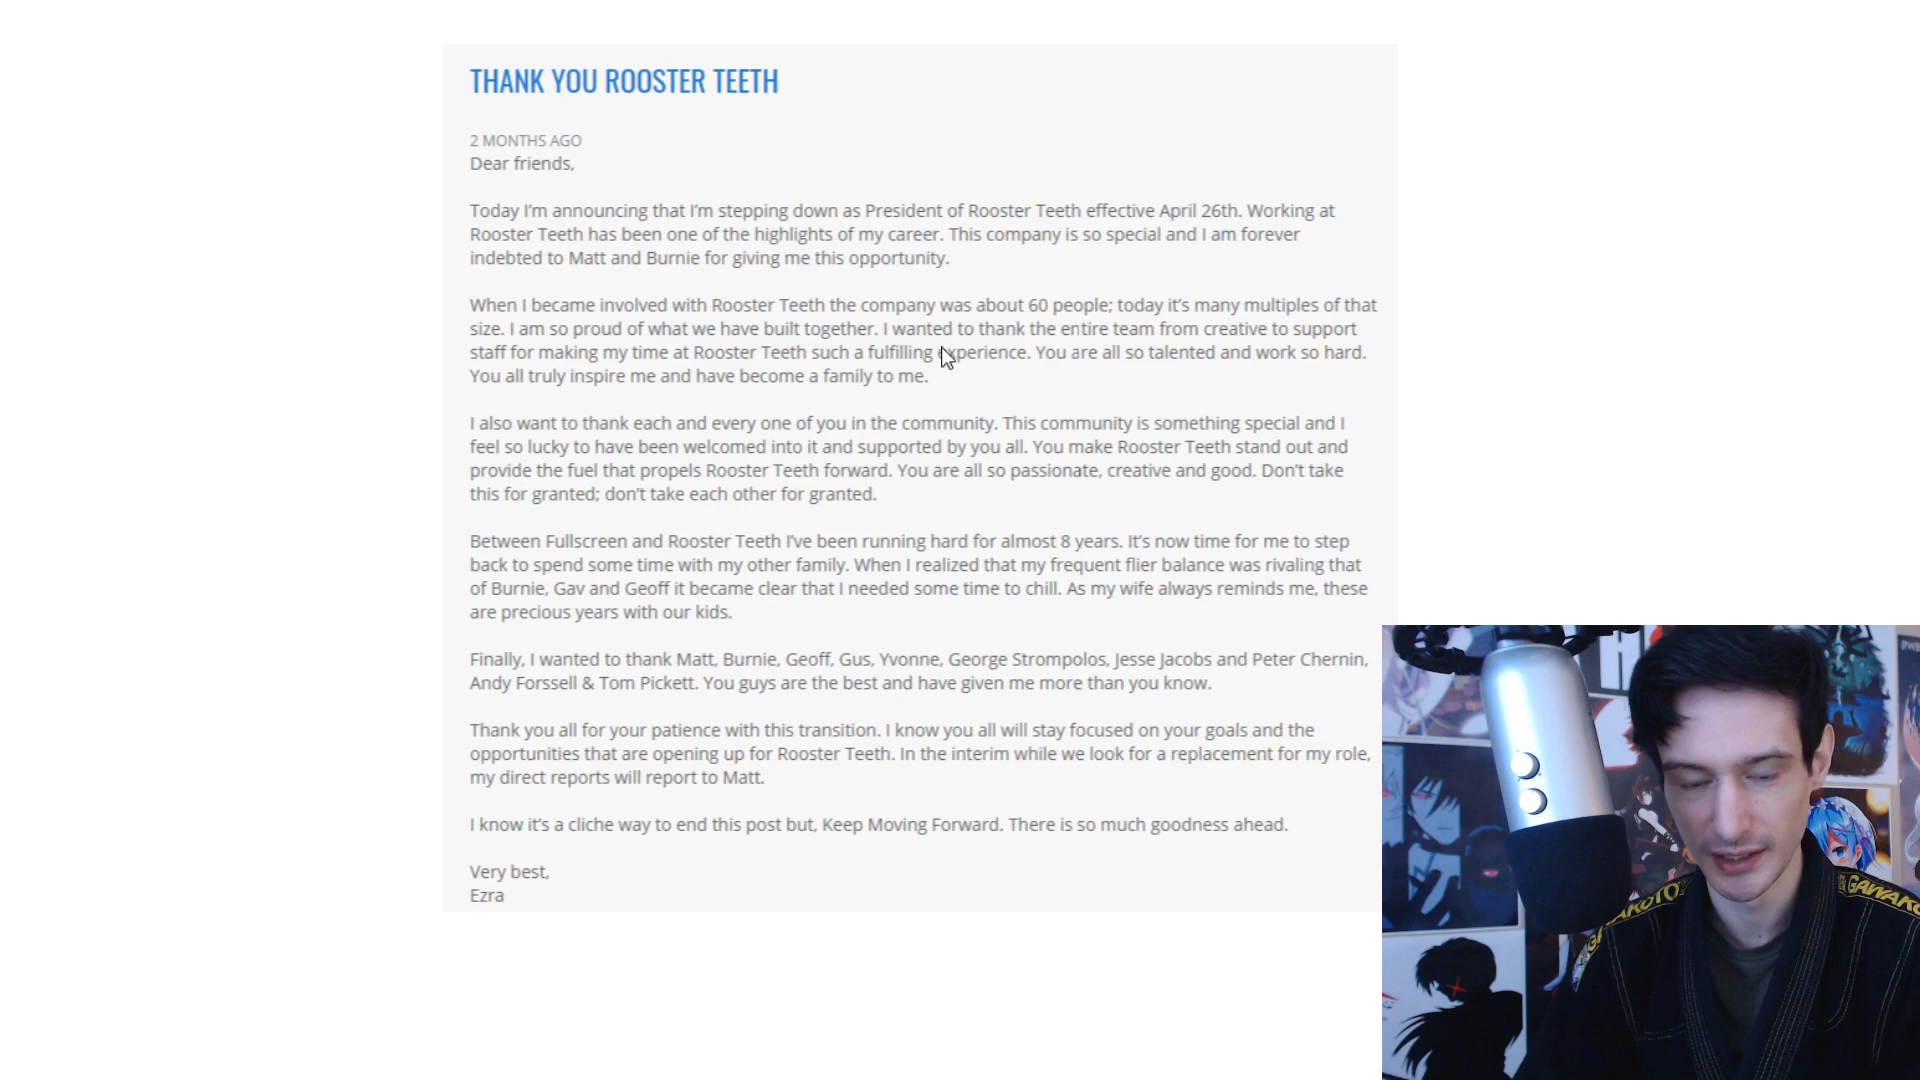 THANK YOU ROOSTER TEETH
2 MONTHS AGO
Dear friends,
Today I'm announcing that I'm stepping down as President of Rooster Teeth effective April 26th. Working at
Rooster Teeth has been one of the highlights of my career. This company is so special and I am forever
indebted to Matt and Burnie for giving me this opportunity.
When I became involved with Rooster Teeth the company was about 60 people; today it's many multiples of that
size. I am so proud of what we have built together. I wanted to thank the entire team from creative to support
staff for making my time at Rooster Teeth such a fulfilling experience. You are all so talented and work so hard.
You all truly inspire me and have become a family to me.
I also want to thank each and every one of you in the community. This community is something special and I
feel so lucky to have been welcomed into it and supported by you all. You make Rooster Teeth stand out and
provide the fuel that propels Rooster Teeth forward. You are all so passionate, creative and good. Don't take
this for granted; don't take each other for granted.
Between Fullscreen and Rooster Teeth I've been running hard for almost 8 years. It's now time for me to step
back to spend some time with my other family. When I realized that my frequent flier balance was rivaling that
of Burnie, Gav and Geoff it became clear that I needed some time to chill. As my wife always reminds me, these
are precious years with our kids.
Finally, I wanted to thank Matt, Burnie, Geoff, Gus, Yvonne, George Strompolos, Jesse Jacobs and Peter Chernin,
Andy Forssell & Tom Pickett. You guys are the best and have given me more than you know.
Thank you all for your patience with this transition. I know you all will stay focused on your goals and the
opportunities that are opening up for Rooster Teeth. In the interim while we look for a replacement for my role,
my direct reports will report to Matt.
I know it's a cliche way to end this post but, Keep Moving Forward. There is so much goodness ahead.
Very best,
Ezra